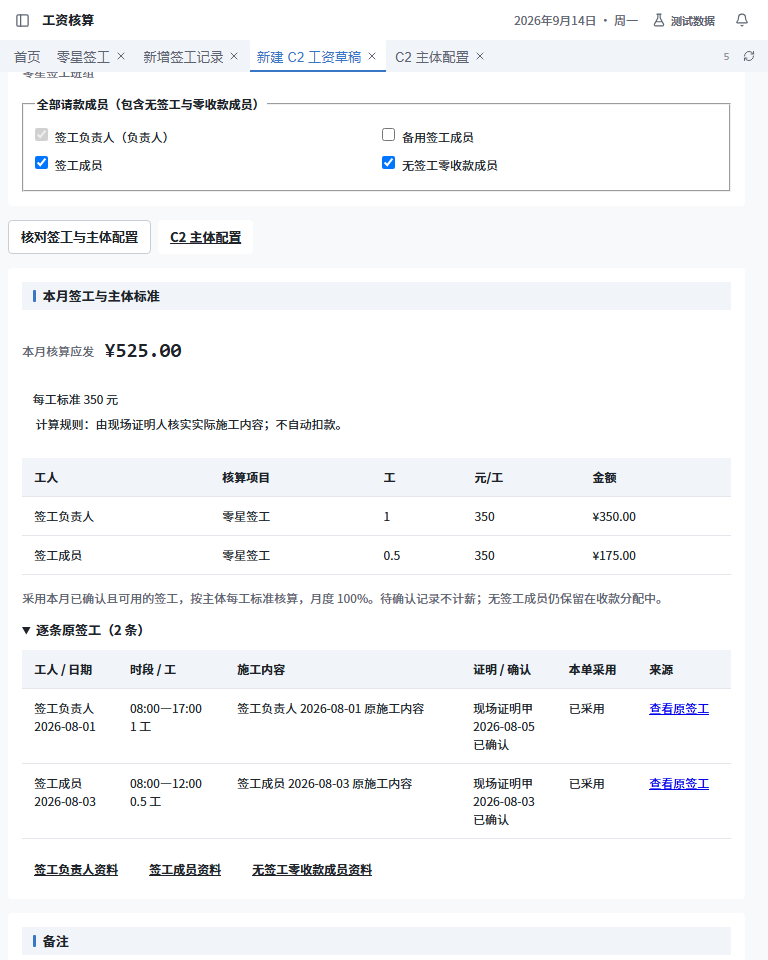 工资核算
2026年9月14日 · 周一
测试数据
首页
零星签工 ×
新增签工记录 ×
新建 C2 工资草稿 ×
C2 主体配置 ×
5
零星签工班组
全部请款成员（包含无签工与零收款成员）
签工负责人（负责人）
备用签工成员
签工成员
无签工零收款成员
核对签工与主体配置
C2 主体配置
本月签工与主体标准
本月核算应发 ¥525.00
每工标准 350 元
计算规则：由现场证明人核实实际施工内容；不自动扣款。
工人 核算项目 工 元/工 金额
签工负责人 零星签工 1 350 ¥350.00
签工成员 零星签工 0.5 350 ¥175.00
采用本月已确认且可用的签工，按主体每工标准核算，月度 100%。待确认记录不计薪；无签工成员仍保留在收款分配中。
▼ 逐条原签工（2 条）
工人 / 日期 时段 / 工 施工内容 证明 / 确认 本单采用 来源
签工负责人 08:00—17:00 签工负责人 2026-08-01 原施工内容 现场证明甲 已采用 查看原签工
2026-08-01 1 工 2026-08-05
已确认
签工成员 08:00—12:00 签工成员 2026-08-03 原施工内容 现场证明甲 已采用 查看原签工
2026-08-03 0.5 工 2026-08-03
已确认
签工负责人资料 签工成员资料 无签工零收款成员资料
备注